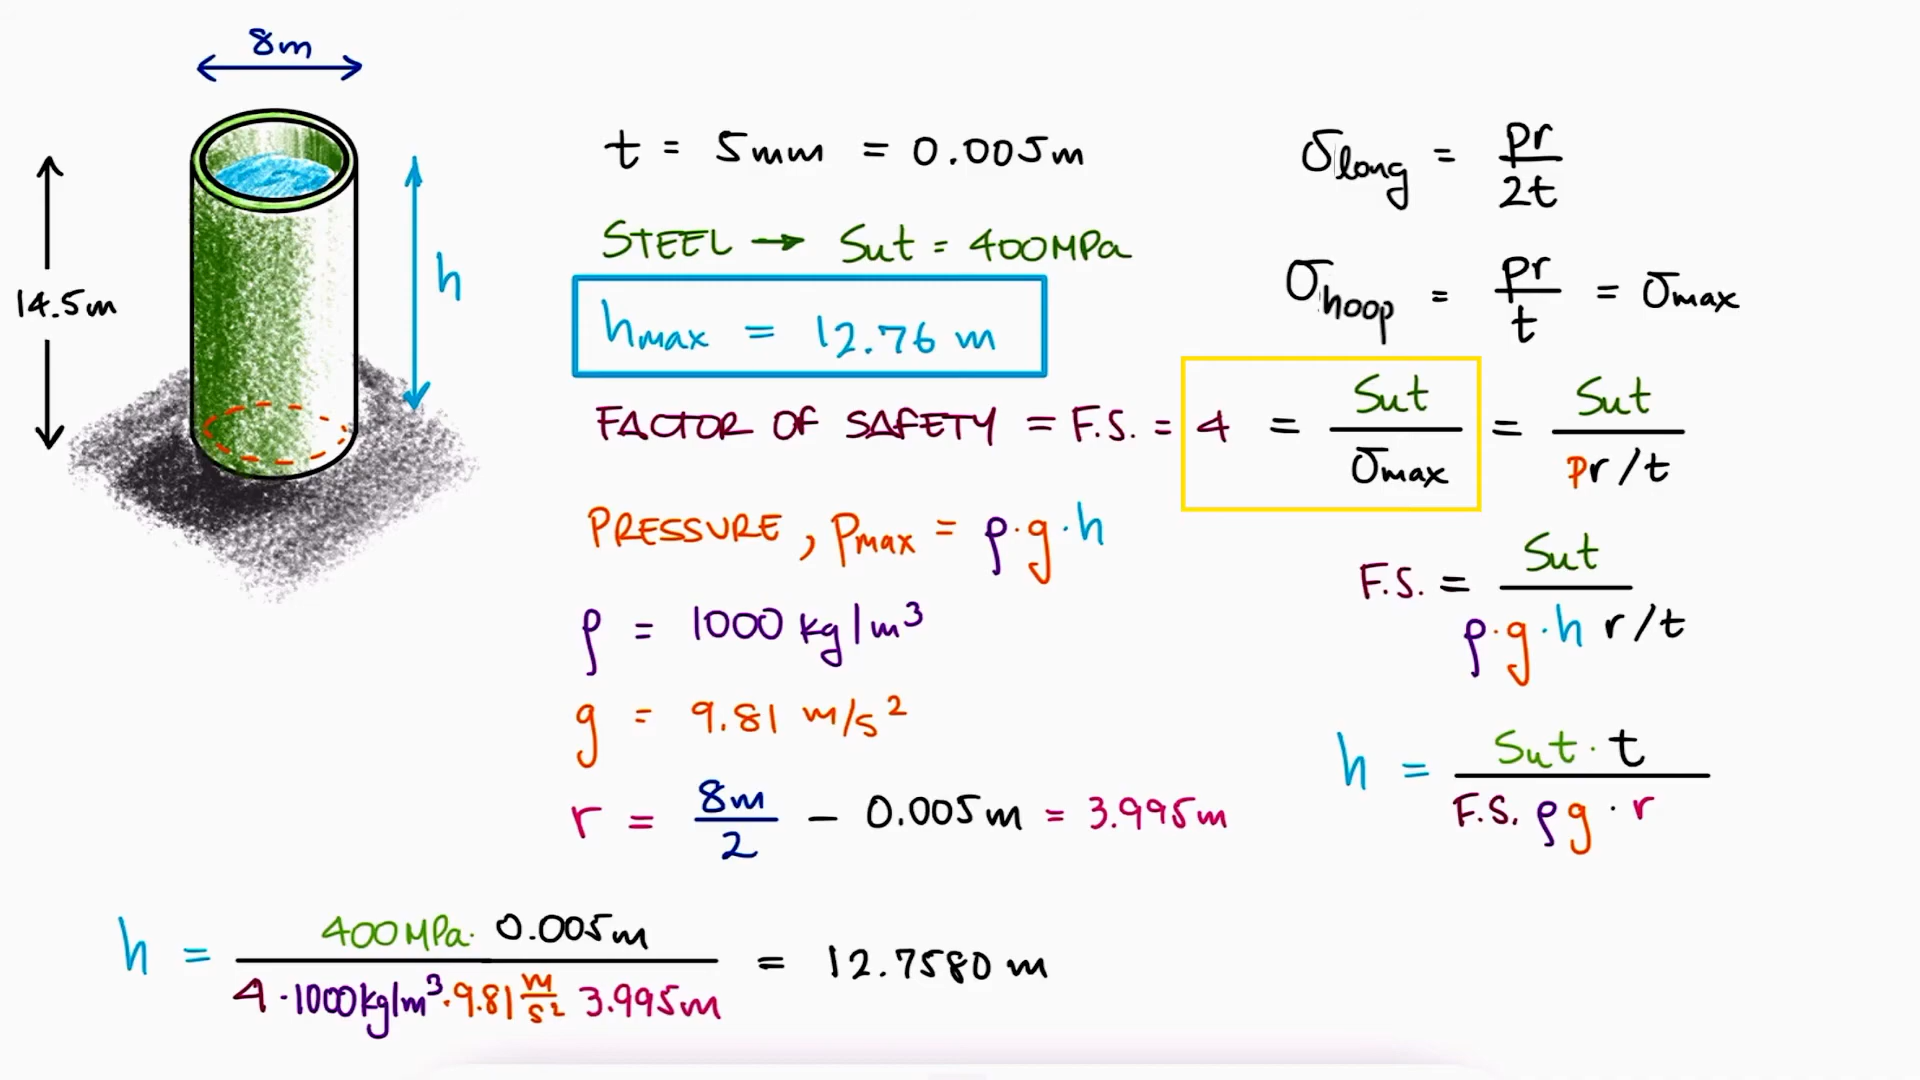 8m
14.5m
h
t = 5mm = 0.005m
STEEL → Sut = 400MPa
hmax = 12.76 m
FACTOR OF SAFETY = F.S. = 4 = Sut / σmax = Sut / pr/t
PRESSURE, Pmax = ρ·g·h
ρ = 1000 kg/m³
g = 9.81 m/s²
r = 8m / 2 − 0.005m = 3.995m
σlong = pr / 2t
σhoop = pr / t = σmax
F.S. = Sut / ρ·g·h r/t
h = Sut·t / F.S. ρg·r
h = 400MPa· 0.005m / 4·1000kg/m³·9.81 m/s² 3.995m = 12.7580 m